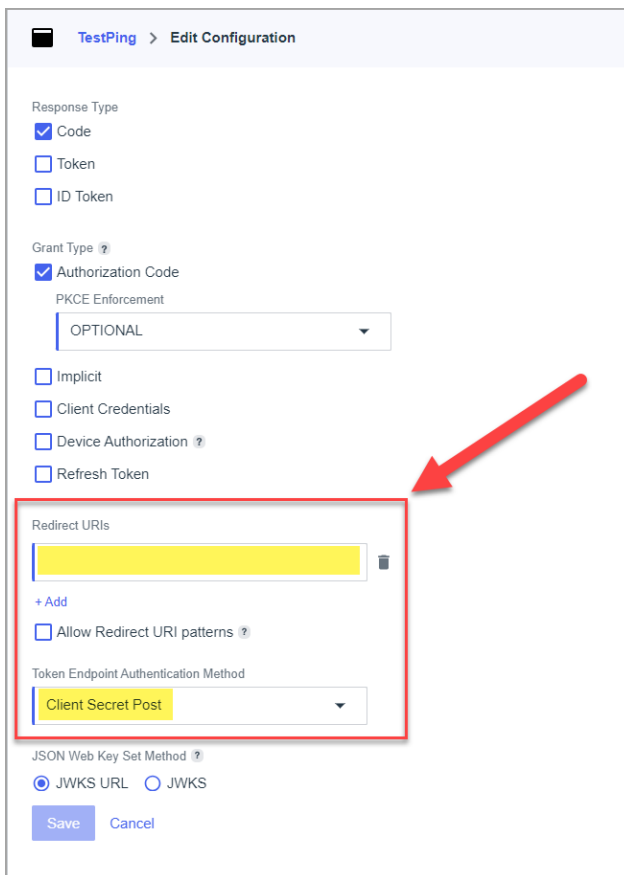 TestPing > Edit Configuration
Response Type
Code
Token
ID Token
Grant Type ?
Authorization Code
PKCE Enforcement
OPTIONAL
Implicit
Client Credentials
Device Authorization ?
Refresh Token
Redirect URIs
+ Add
Allow Redirect URI patterns ?
Token Endpoint Authentication Method
Client Secret Post
JSON Web Key Set Method ?
JWKS URL JWKS
Save Cancel